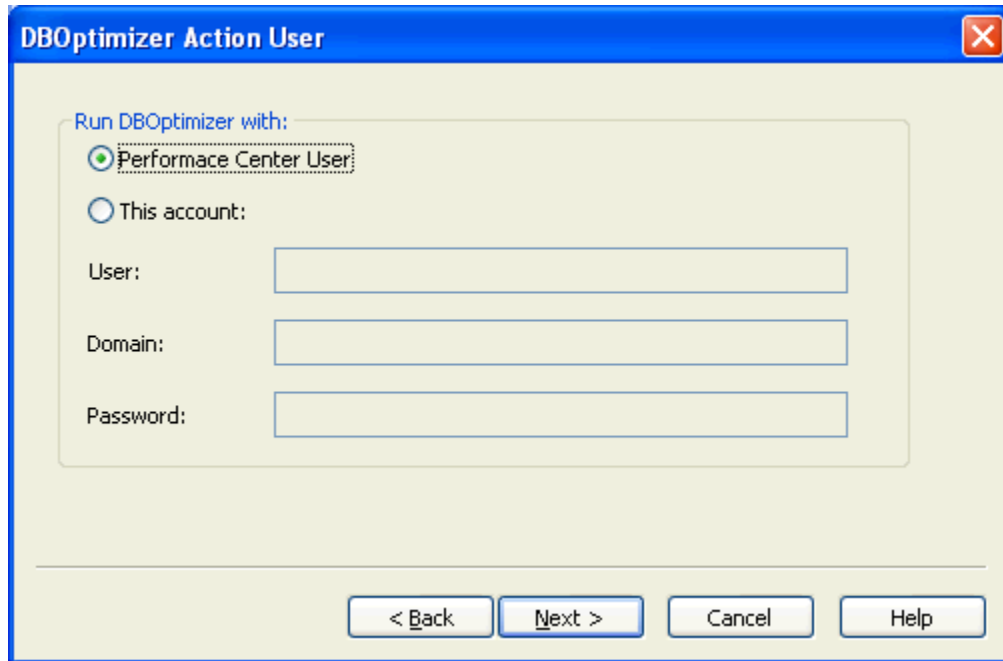 DBOptimizer Action User
Run DBOptimizer with:
Performace Center User
This account:
User:
Domain:
Password:
< Back
Next >
Cancel
Help